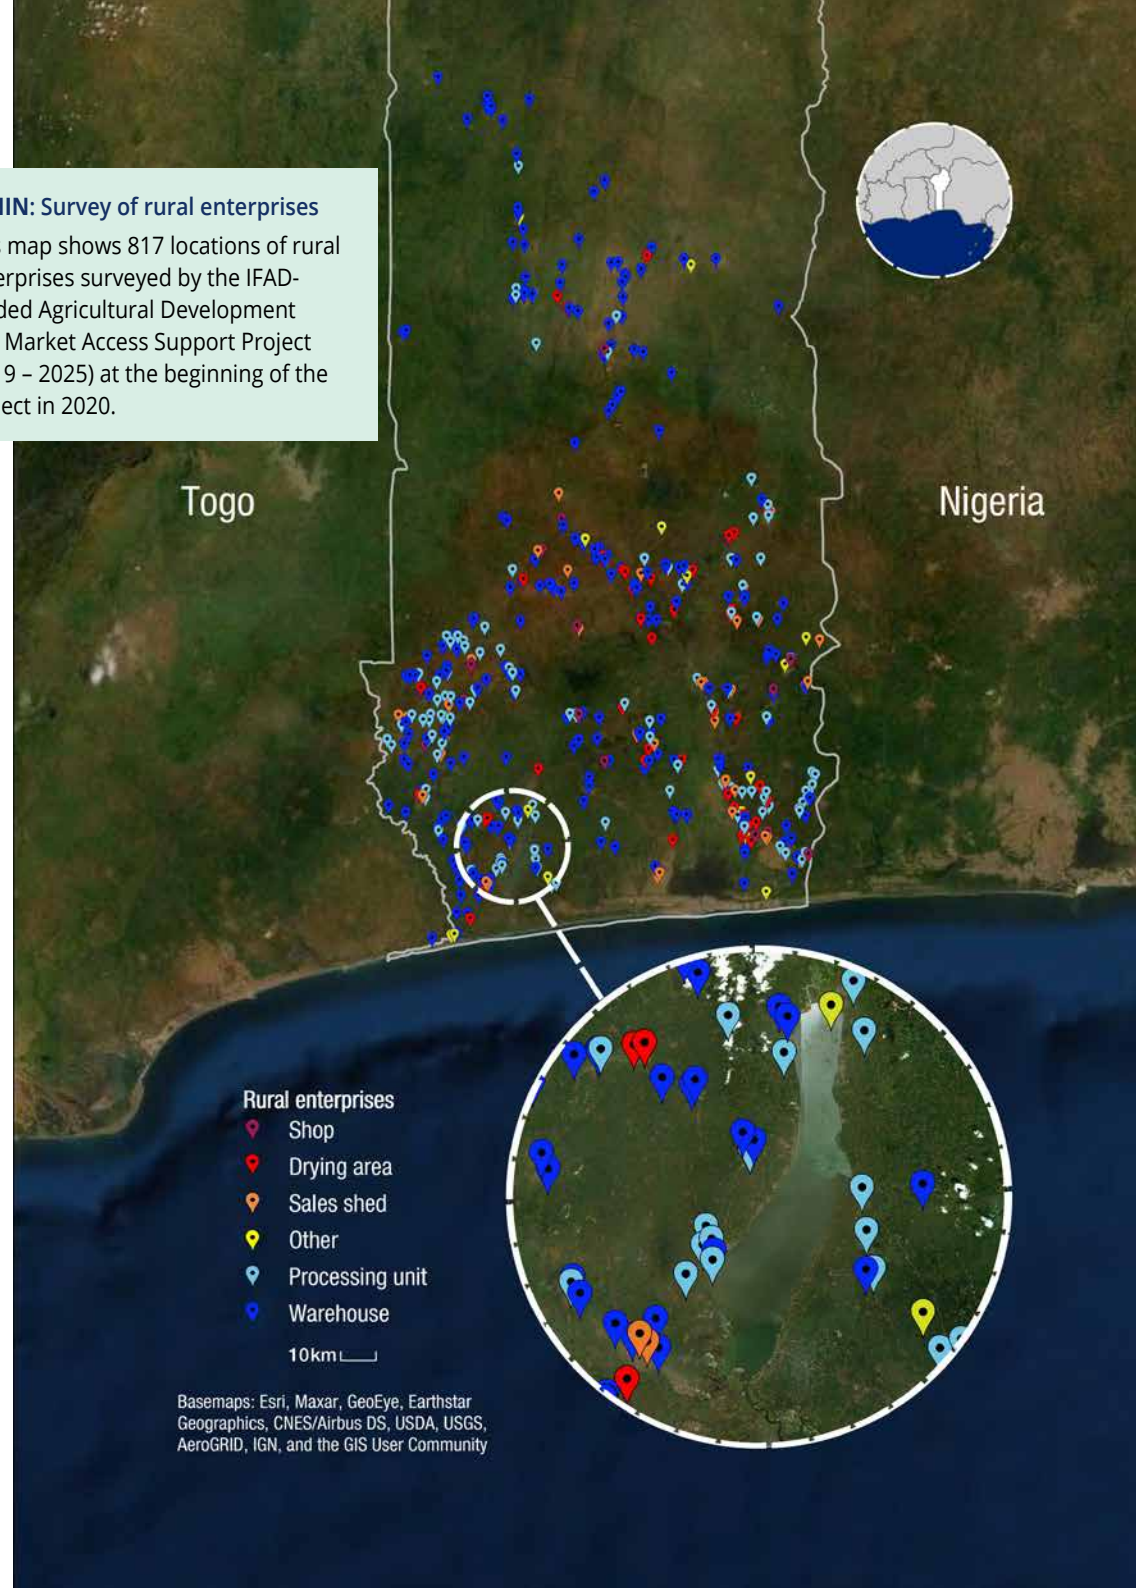 IIN: Survey of rural enterprises
s map shows 817 locations of rural
erprises surveyed by the IFAD-
ded Agricultural Development
Market Access Support Project
19 – 2025) at the beginning of the
ect in 2020.
Togo
Nigeria
Rural enterprises
Shop
Drying area
Sales shed
Other
Processing unit
Warehouse
10km
Basemaps: Esri, Maxar, GeoEye, Earthstar
Geographics, CNES/Airbus DS, USDA, USGS,
AeroGRID, IGN, and the GIS User Community